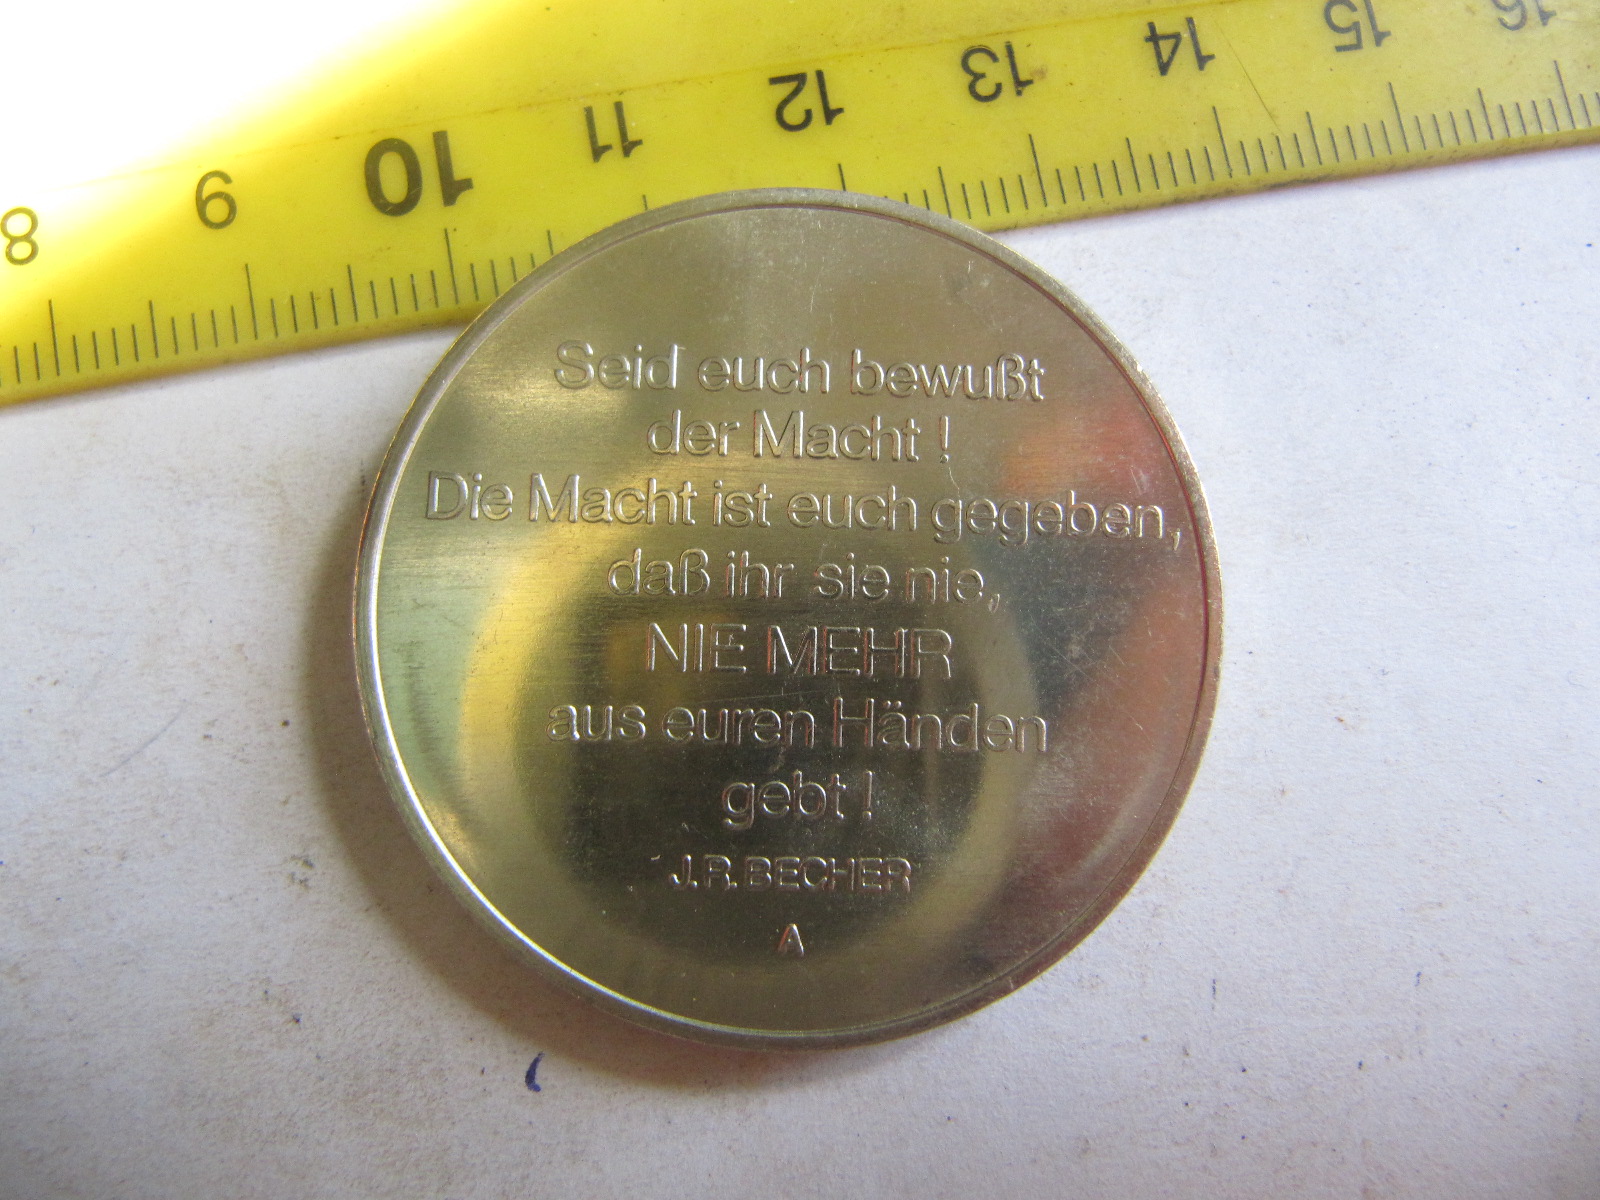 8 9 10 11 12 13 14 15 16
Seid euch bewußt
der Macht !
Die Macht ist euch gegeben,
daß ihr sie nie,
NIE MEHR
aus euren Händen
gebt !
J.R. BECHER
A